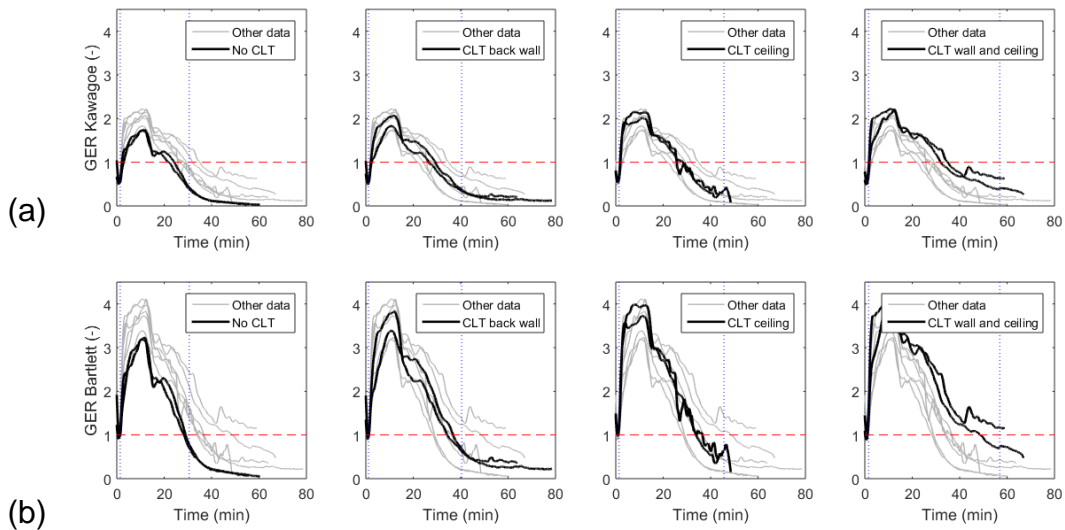 4
3
2
1
0
GER Kawagoe (-)
Other data
No CLT
0 20 40 60 80
Time (min)
4
3
2
1
0
Other data
CLT back wall
0 20 40 60 80
Time (min)
4
3
2
1
0
Other data
CLT ceiling
0 20 40 60 80
Time (min)
4
3
2
1
0
Other data
CLT wall and ceiling
0 20 40 60 80
Time (min)
(a)
4
3
2
1
0
GER Bartlett (-)
Other data
No CLT
0 20 40 60 80
Time (min)
4
3
2
1
0
Other data
CLT back wall
0 20 40 60 80
Time (min)
4
3
2
1
0
Other data
CLT ceiling
0 20 40 60 80
Time (min)
4
3
2
1
0
Other data
CLT wall and ceiling
0 20 40 60 80
Time (min)
(b)